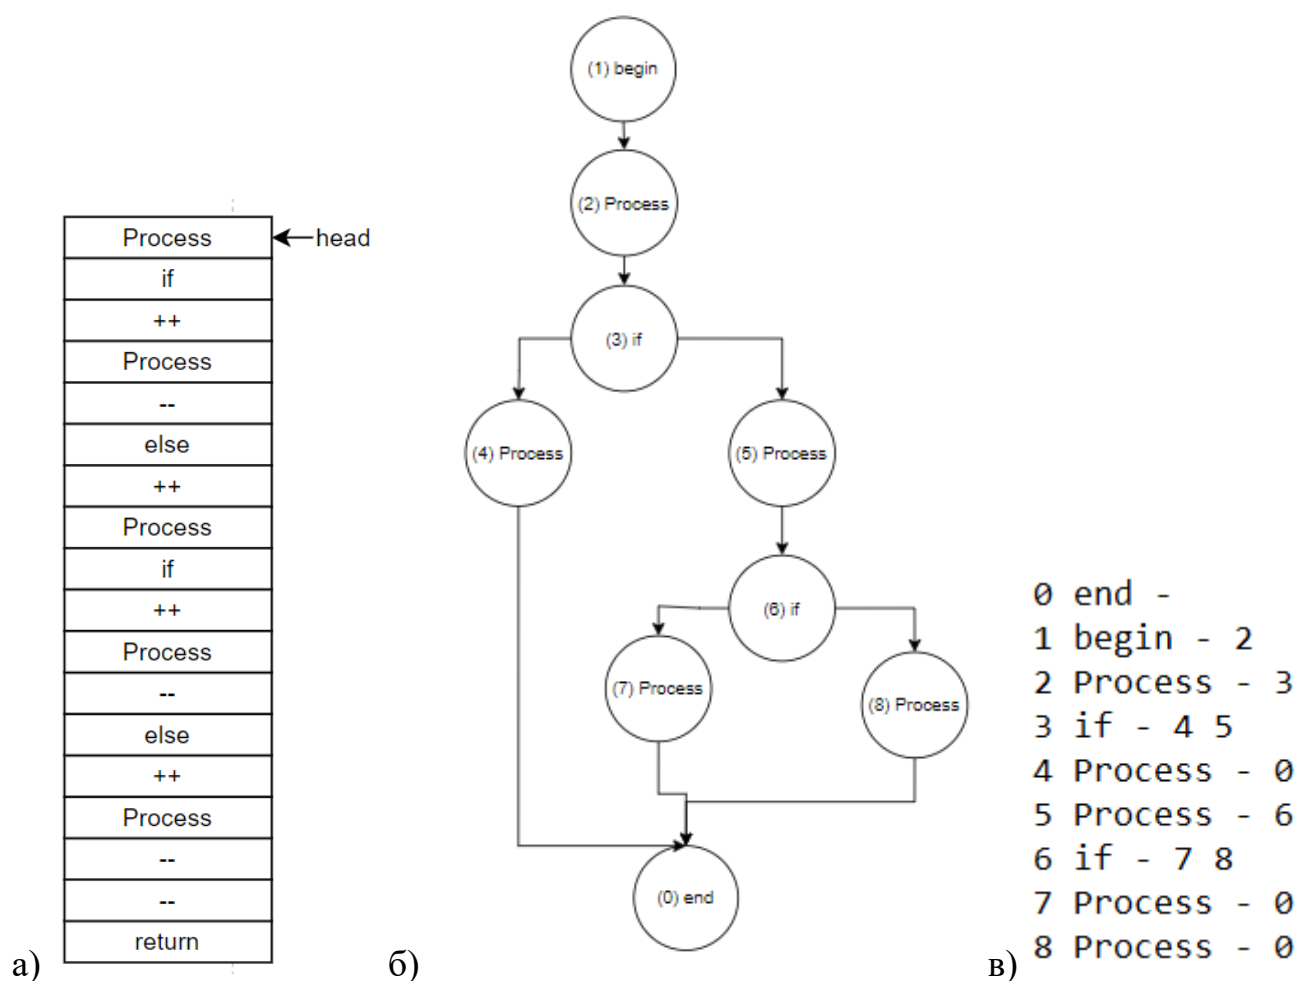 Process
head
if
++
Process
--
else
++
Process
if
++
Process
--
else
++
Process
--
--
return
а)
(1) begin
(2) Process
(3) if
(4) Process
(5) Process
(6) if
(7) Process
(8) Process
(0) end
б)
0 end -
1 begin - 2
2 Process - 3
3 if - 4 5
4 Process - 0
5 Process - 6
6 if - 7 8
7 Process - 0
8 Process - 0
в)